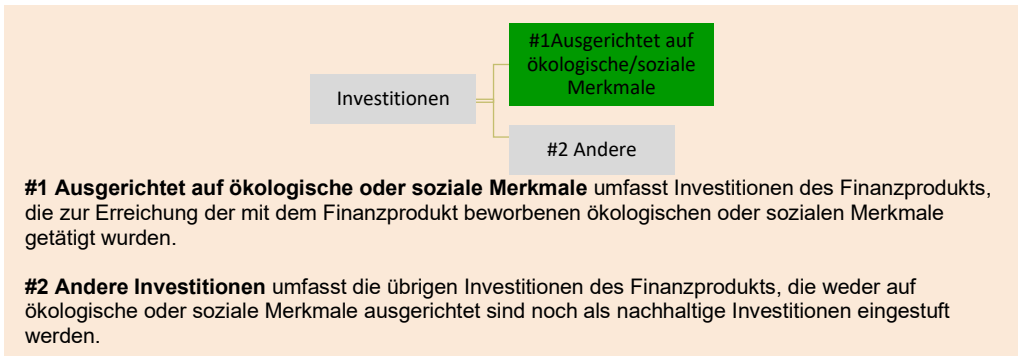 #1Ausgerichtet auf
ökologische/soziale
Merkmale
Investitionen
#2 Andere
#1 Ausgerichtet auf ökologische oder soziale Merkmale umfasst Investitionen des Finanzprodukts,
die zur Erreichung der mit dem Finanzprodukt beworbenen ökologischen oder sozialen Merkmale
getätigt wurden.
#2 Andere Investitionen umfasst die übrigen Investitionen des Finanzprodukts, die weder auf
ökologische oder soziale Merkmale ausgerichtet sind noch als nachhaltige Investitionen eingestuft
werden.